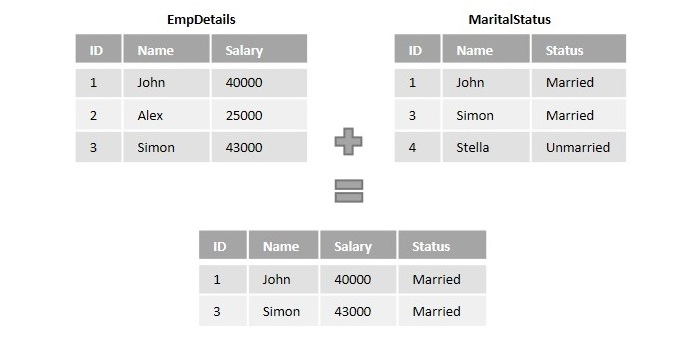 EmpDetails
ID Name Salary
1 John 40000
2 Alex 25000
3 Simon 43000
MaritalStatus
ID Name Status
1 John Married
3 Simon Married
4 Stella Unmarried
ID Name Salary Status
1 John 40000 Married
3 Simon 43000 Married